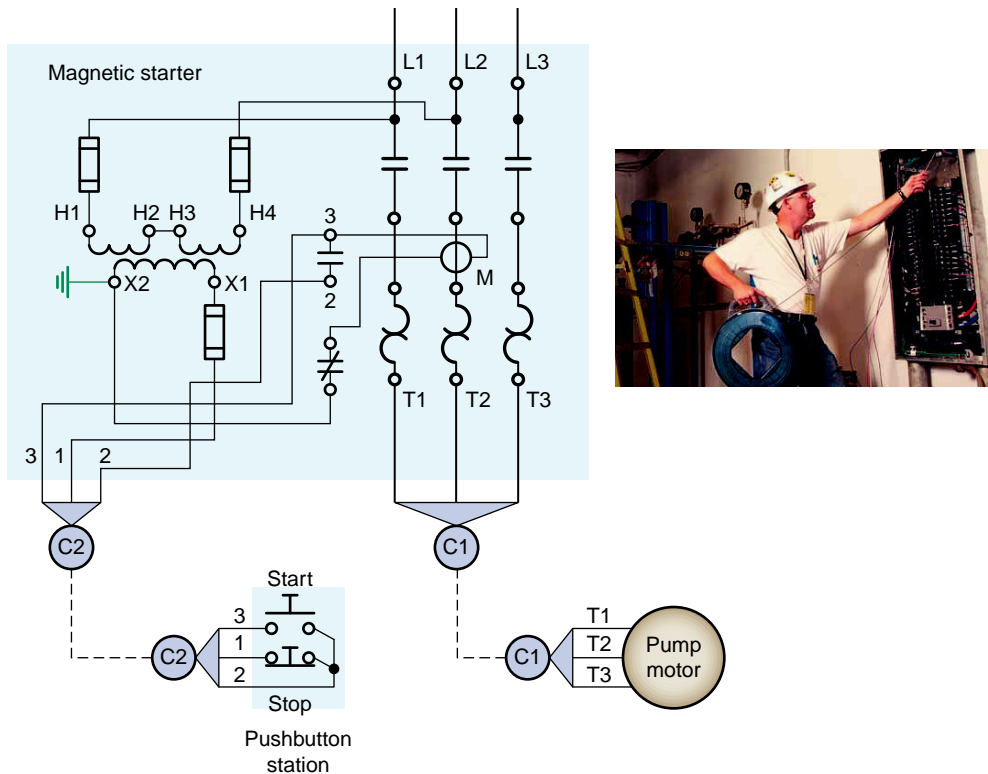 L1 L2 L3
Magnetic starter
H1 H2 H3 H4
3
X2 X1
M
2
T1 T2 T3
3 1 2
C2 C1
Start
3
1
2
C2
Stop
Pushbutton
station
C1
T1
T2
T3
Pump
motor